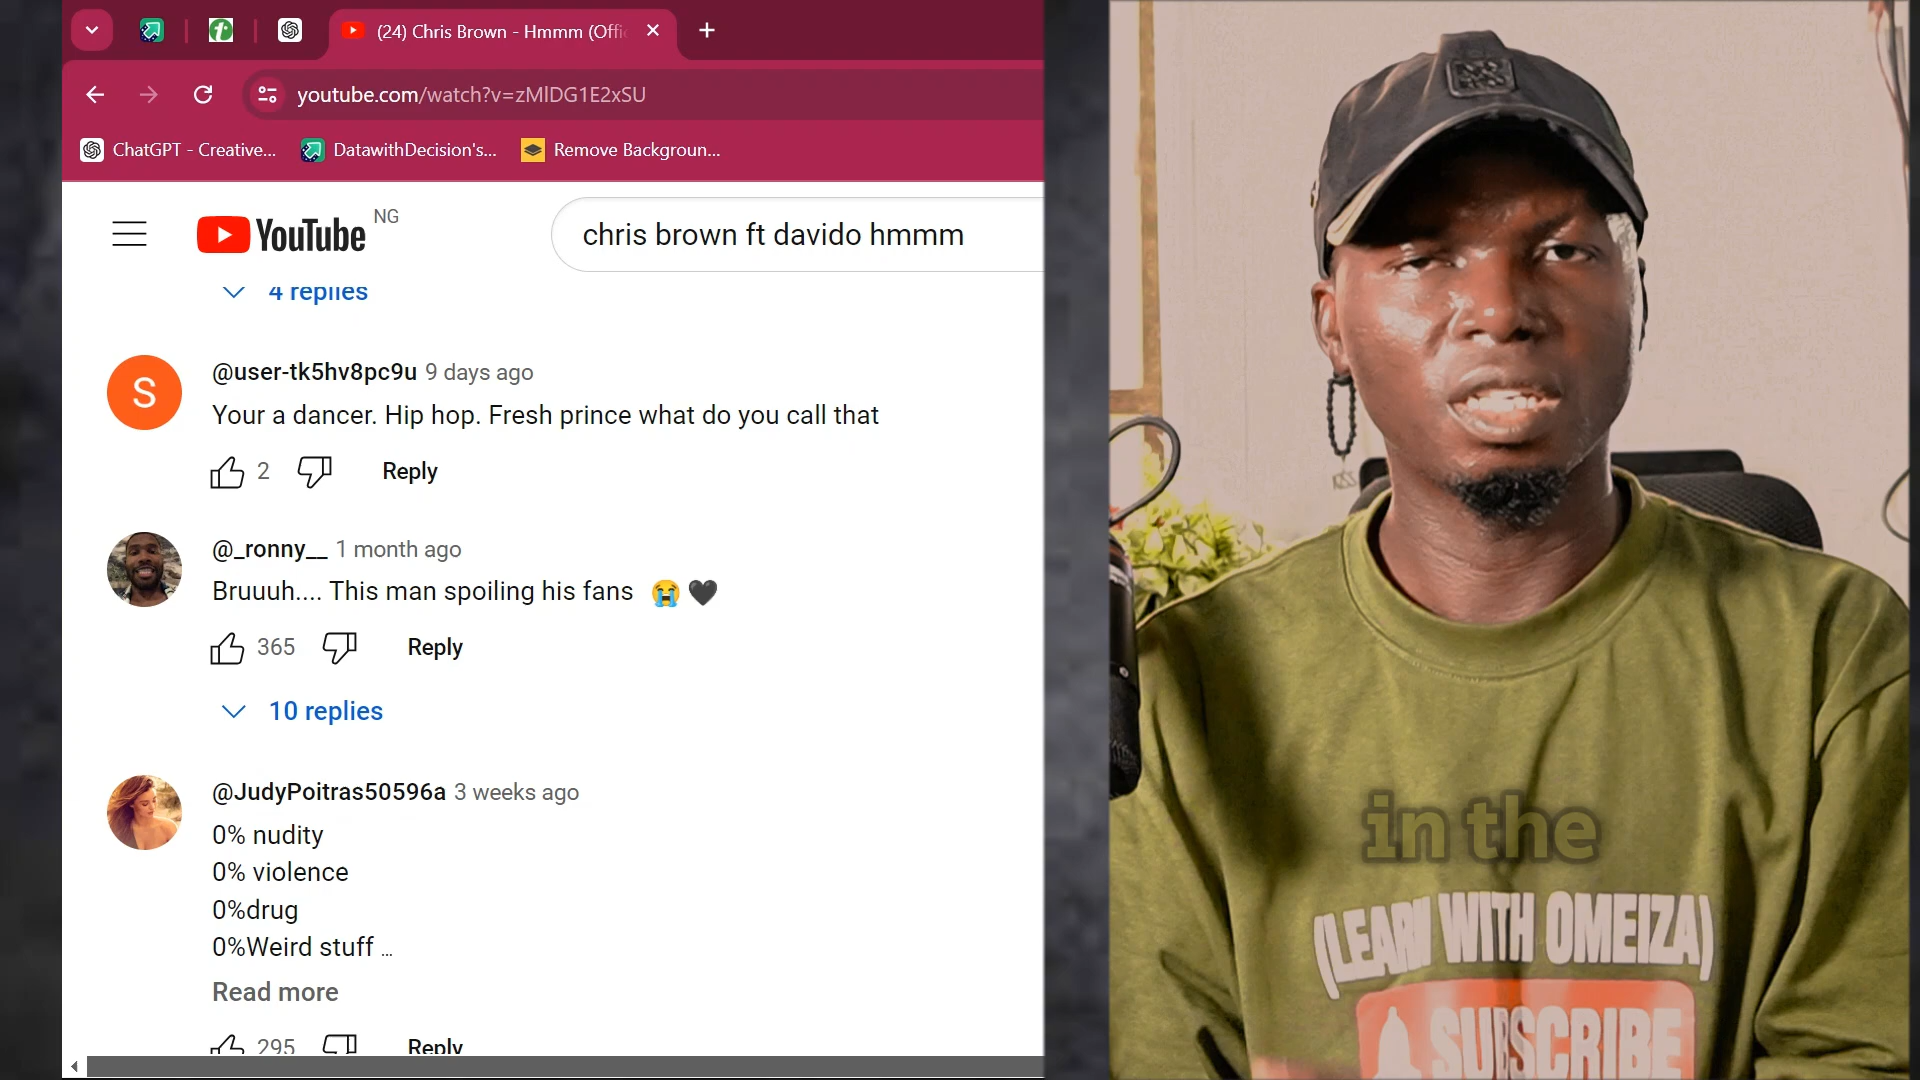 (24) Chris Brown - Hmmm (Offi
youtube.com/watch?v=zMlDG1E2xSU
ChatGPT - Creative...
DatawithDecision's...
Remove Backgroun...
YouTube NG
chris brown ft davido hmmm
4 replies
S
@user-tk5hv8pc9u 9 days ago
Your a dancer. Hip hop. Fresh prince what do you call that
2 Reply
@_ronny__ 1 month ago
Bruuuh.... This man spoiling his fans 😭🖤
365 Reply
10 replies
@JudyPoitras50596a 3 weeks ago
0% nudity
0% violence
0%drug
0%Weird stuff ...
Read more
295 Reply
in the
(LEARN WITH OMEIZA)
SUBSCRIBE